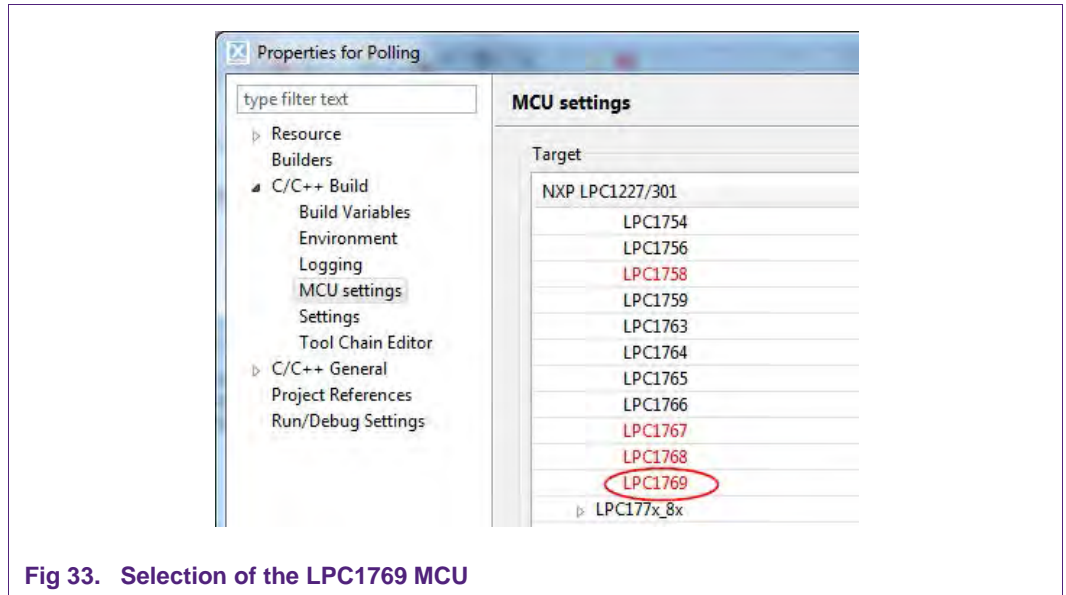 Properties for Polling
type filter text
Resource
Builders
C/C++ Build
Build Variables
Environment
Logging
MCU settings
Settings
Tool Chain Editor
C/C++ General
Project References
Run/Debug Settings
MCU settings
Target
NXP LPC1227/301
LPC1754
LPC1756
LPC1758
LPC1759
LPC1763
LPC1764
LPC1765
LPC1766
LPC1767
LPC1768
LPC1769
LPC177x_8x
Fig 33. Selection of the LPC1769 MCU